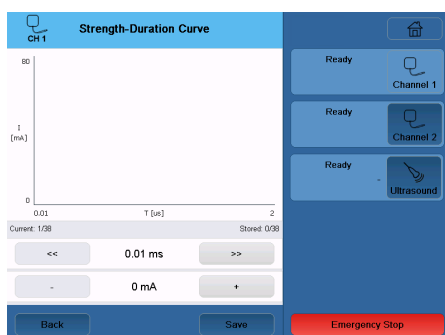 CH 1
Strength-Duration Curve
80
I
[mA]
0
0.01
T [us]
2
Current: 1/38
Stored: 0/38
<<
0.01 ms
>>
-
0 mA
+
Back
Save
Ready
Channel 1
Ready
Channel 2
Ready
-
Ultrasound
Emergency Stop